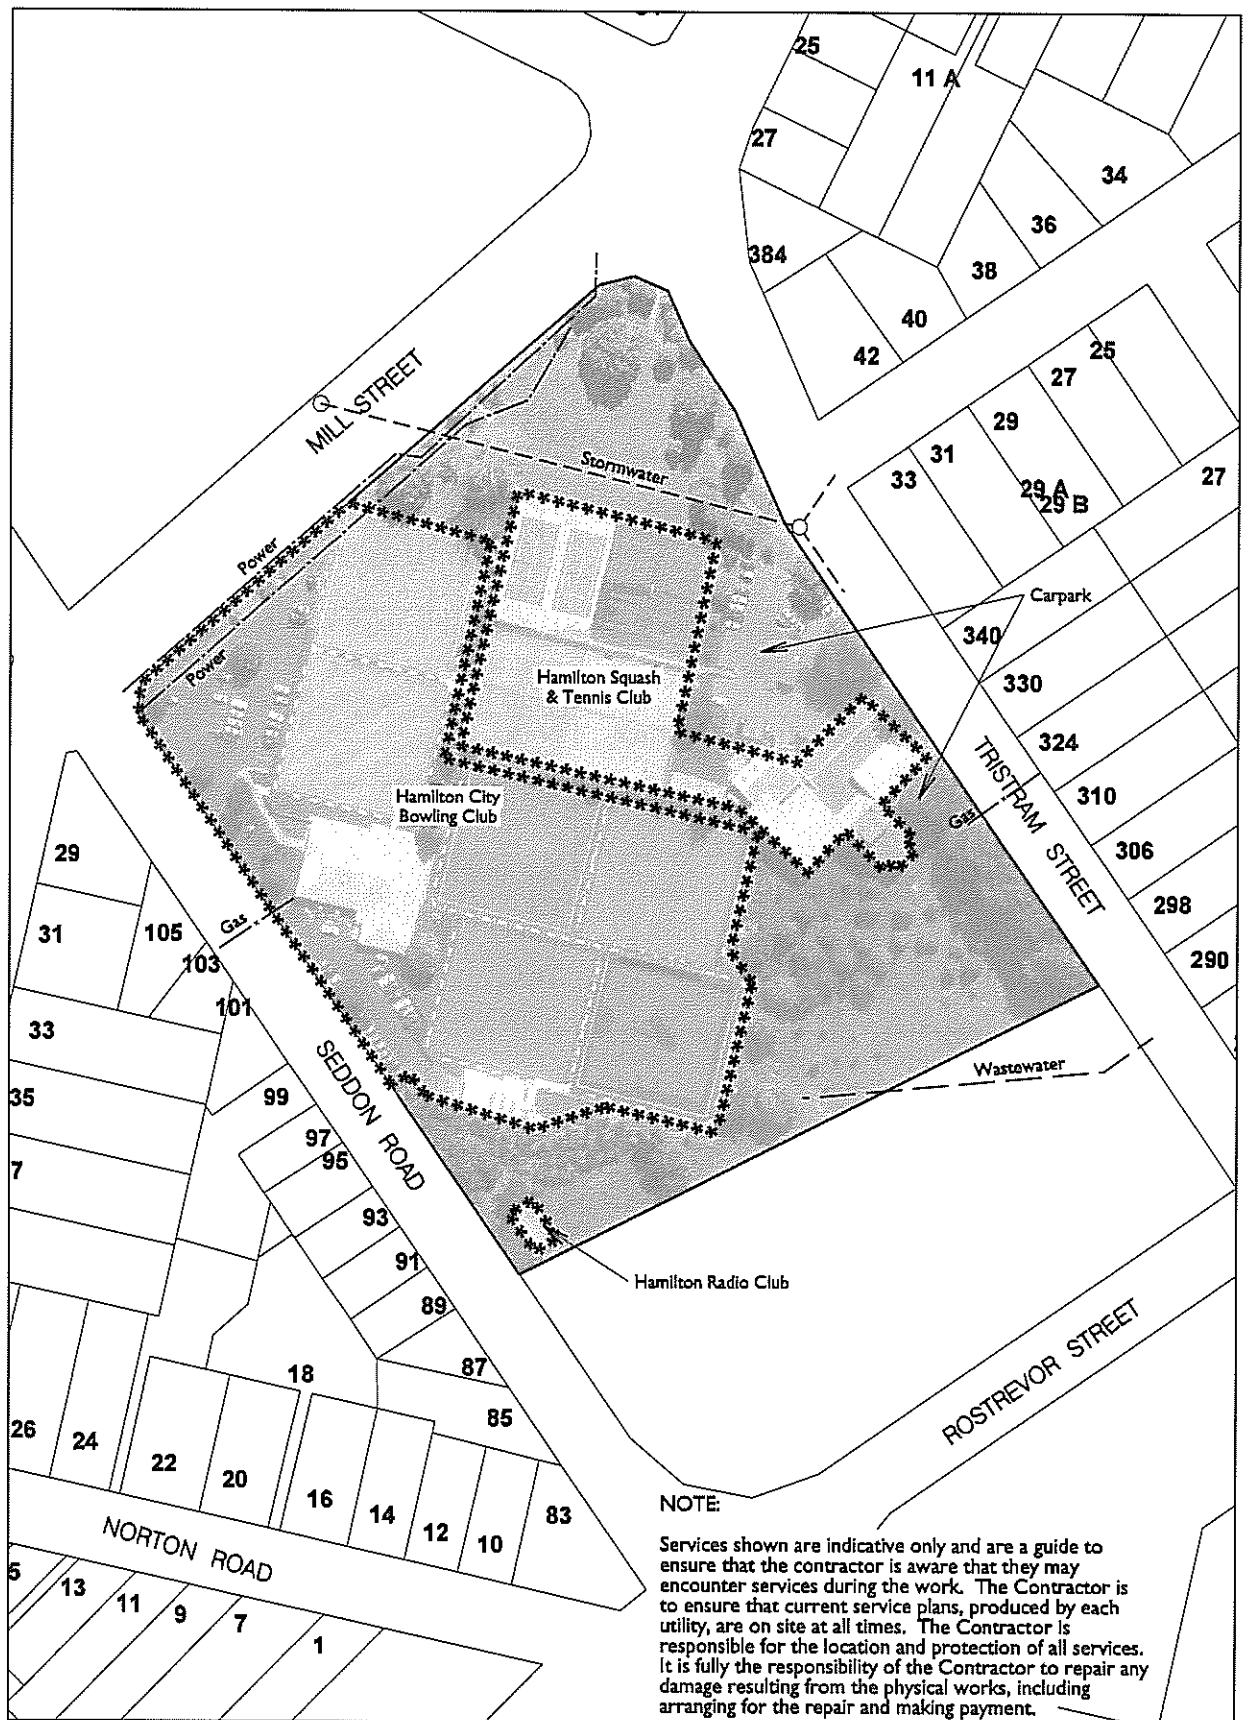 25
11 A
27
34
36
384
38
40
42
MILL STREET
25
27
29
31
33
29 A
29 B
27
Stormwater
Power
Power
Carpark
Hamilton Squash
& Tennis Club
340
330
324
TRISTRAM STREET
310
306
298
290
Gas
Hamilton City
Bowling Club
29
31
105
Gas
103
101
33
SEDDON ROAD
Wastewater
35
99
97
95
7
93
91
89
Hamilton Radio Club
87
85
18
ROSTREVOR STREET
26
24
22
20
16
14
12
10
83
NORTON ROAD
5
13
11
9
7
1
NOTE:
Services shown are indicative only and are a guide to
ensure that the contractor is aware that they may
encounter services during the work. The Contractor is
to ensure that current service plans, produced by each
utility, are on site at all times. The Contractor is
responsible for the location and protection of all services.
It is fully the responsibility of the Contractor to repair any
damage resulting from the physical works, including
arranging for the repair and making payment.